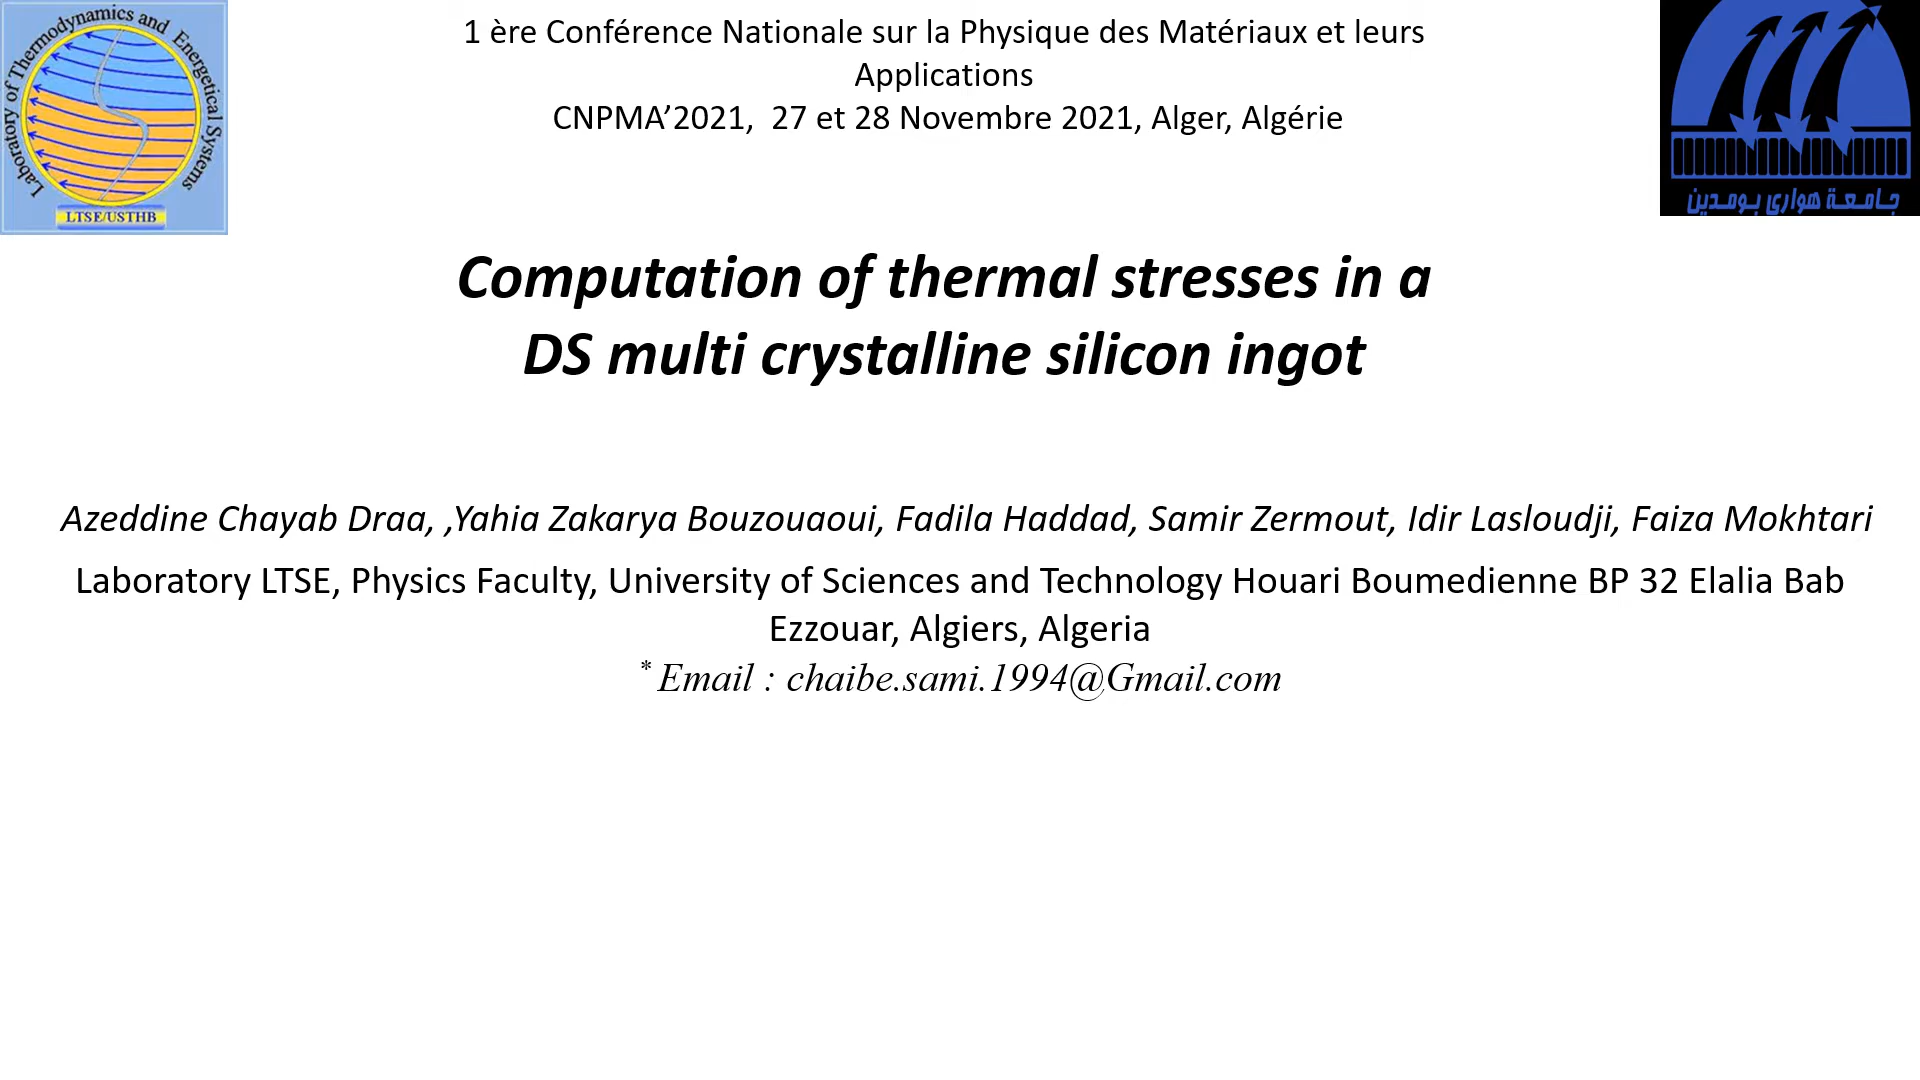 Laboratory of Thermodynamics and Energetical Systems
LTSE/USTHB
1 ère Conférence Nationale sur la Physique des Matériaux et leurs
Applications
CNPMA’2021,  27 et 28 Novembre 2021, Alger, Algérie
جامعة هواري بومدين
Computation of thermal stresses in a
DS multi crystalline silicon ingot
Azeddine Chayab Draa, ,Yahia Zakarya Bouzouaoui, Fadila Haddad, Samir Zermout, Idir Lasloudji, Faiza Mokhtari
Laboratory LTSE, Physics Faculty, University of Sciences and Technology Houari Boumedienne BP 32 Elalia Bab
Ezzouar, Algiers, Algeria
* Email : chaibe.sami.1994@Gmail.com